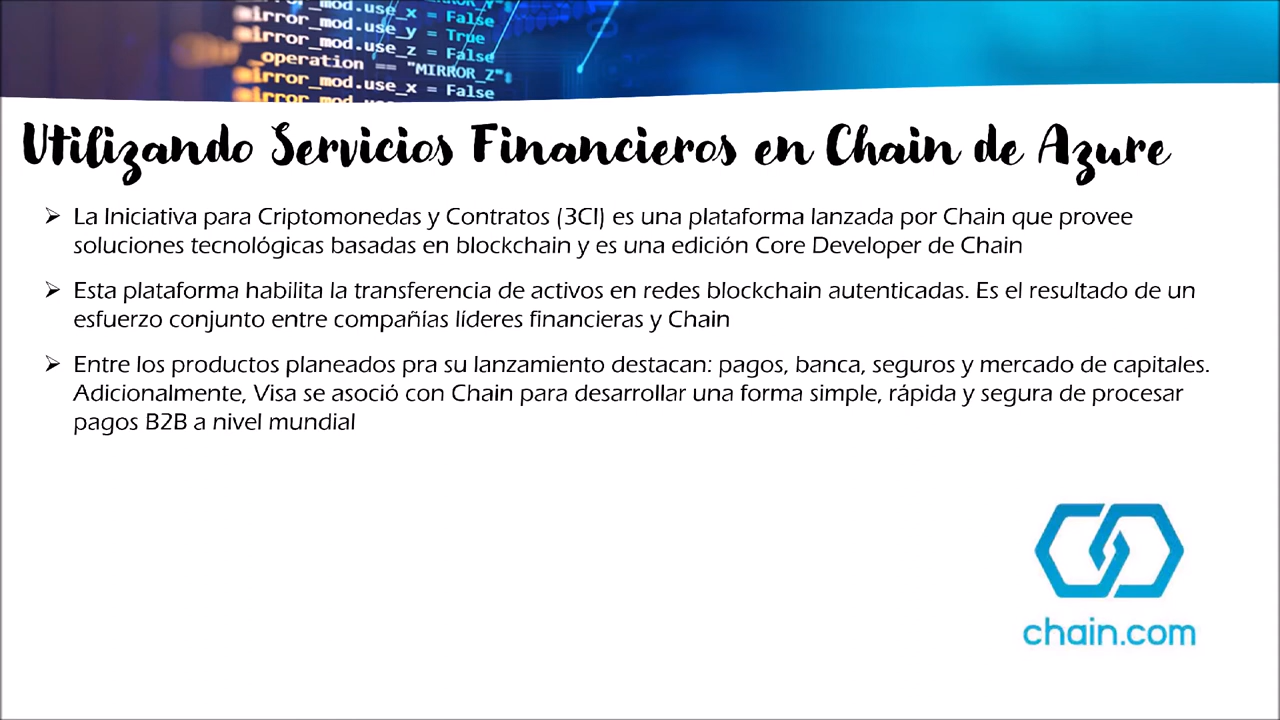 mod.use_x = False
mirror_mod.use_y = True
mirror_mod.use_z = False
_operation == "MIRROR_Z":
mirror_mod.use_x = False
Utilizando Servicios Financieros en Chain de Azure
➢ La Iniciativa para Criptomonedas y Contratos (3CI) es una plataforma lanzada por Chain que provee
soluciones tecnológicas basadas en blockchain y es una edición Core Developer de Chain
➢ Esta plataforma habilita la transferencia de activos en redes blockchain autenticadas. Es el resultado de un
esfuerzo conjunto entre compañías líderes financieras y Chain
➢ Entre los productos planeados pra su lanzamiento destacan: pagos, banca, seguros y mercado de capitales.
Adicionalmente, Visa se asoció con Chain para desarrollar una forma simple, rápida y segura de procesar
pagos B2B a nivel mundial
chain.com